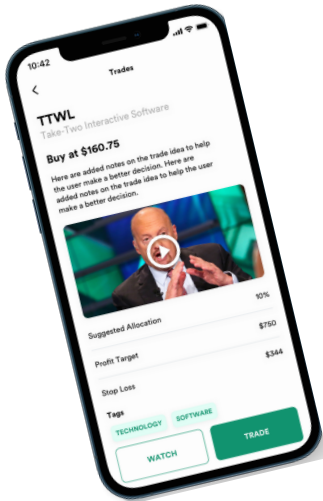 10:42
Trades
TTWL
Take-Two Interactive Software
Buy at $160.75
Here are added notes on the trade idea to help
the user make a better decision. Here are
added notes on the trade idea to help the user
make a better decision.
Suggested Allocation 10%
Profit Target $750
Stop Loss $344
Tags
TECHNOLOGY SOFTWARE
WATCH TRADE